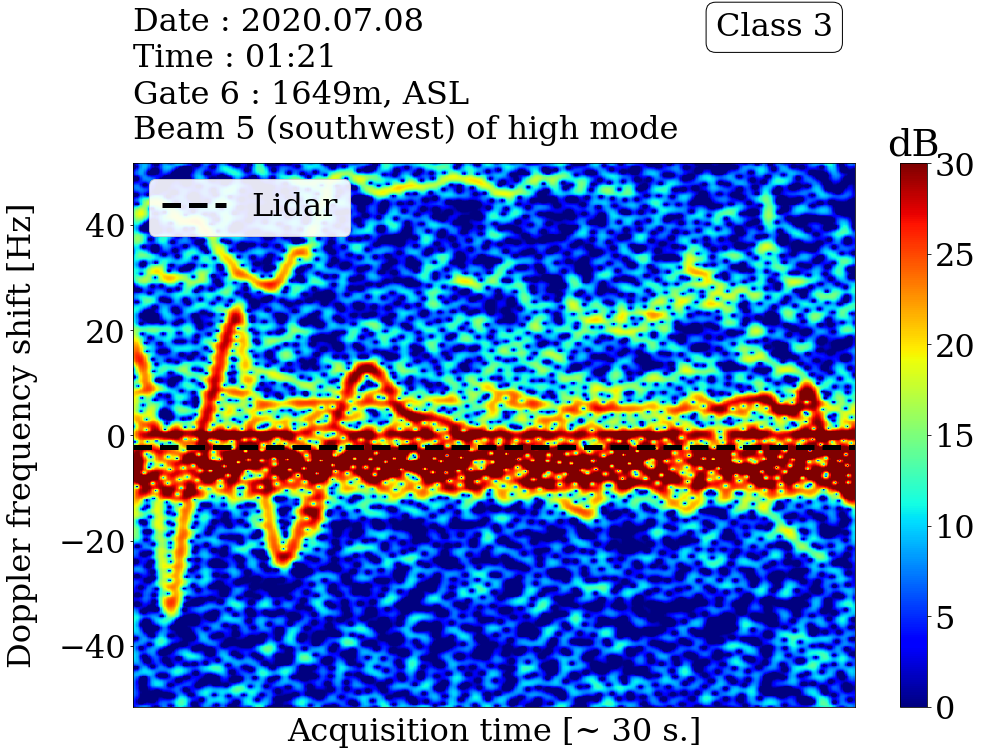 Date : 2020.07.08
Time : 01:21
Gate 6 : 1649m, ASL
Beam 5 (southwest) of high mode
Class 3
dB
Lidar
Doppler frequency shift [Hz]
40
20
0
−20
−40
Acquisition time [~ 30 s.]
30
25
20
15
10
5
0